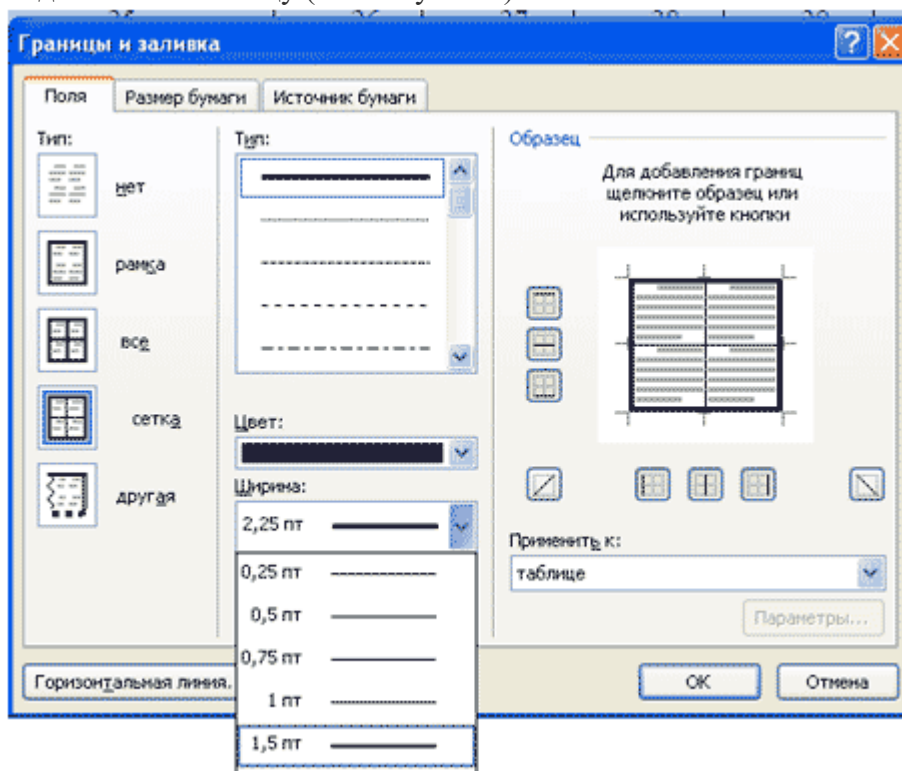 Границы и заливка
Поля
Размер бумаги
Источник бумаги
Тип:
нет
рамка
все
сетка
другая
Тип:
Цвет:
Ширина:
2,25 пт
0,25 пт
0,5 пт
0,75 пт
1 пт
1,5 пт
Образец
Для добавления границ
щелкните образец или
используйте кнопки
Применить к:
таблице
Параметры...
Горизонтальная линия.
ОК
Отмена